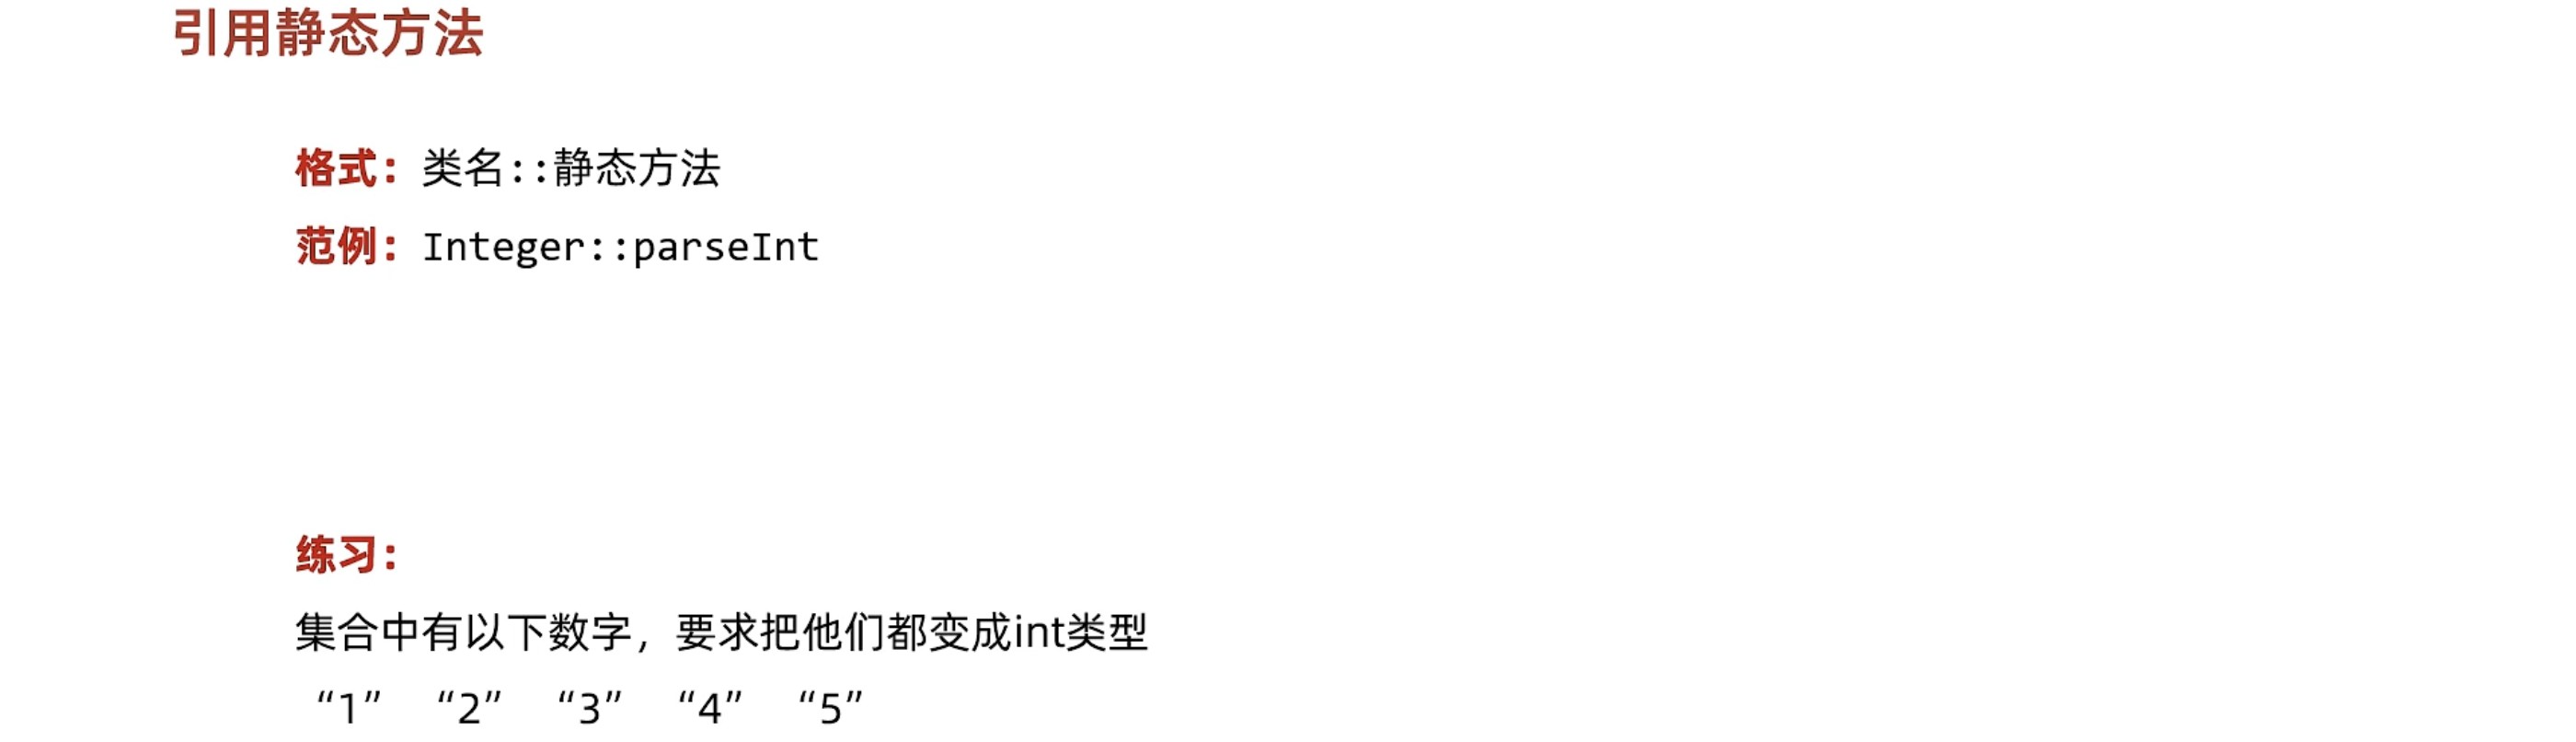 引用静态方法
格式：类名::静态方法
范例：Integer::parseInt
练习：
集合中有以下数字，要求把他们都变成int类型
“1” “2” “3” “4” “5”